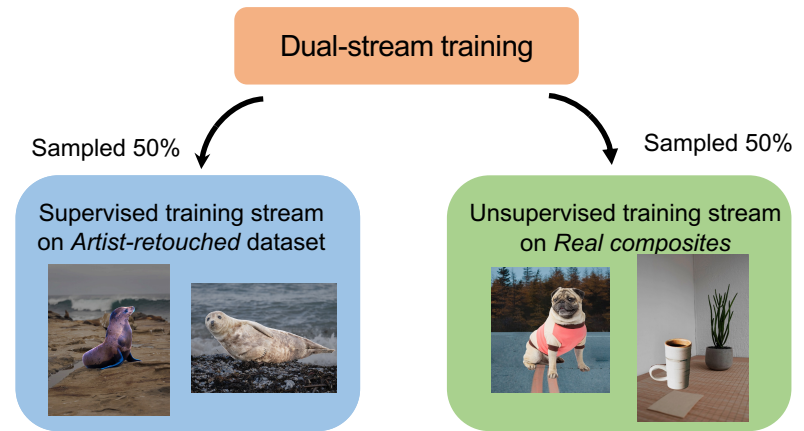 Dual-stream training
Sampled 50%
Sampled 50%
Supervised training stream
on Artist-retouched dataset
Unsupervised training stream
on Real composites